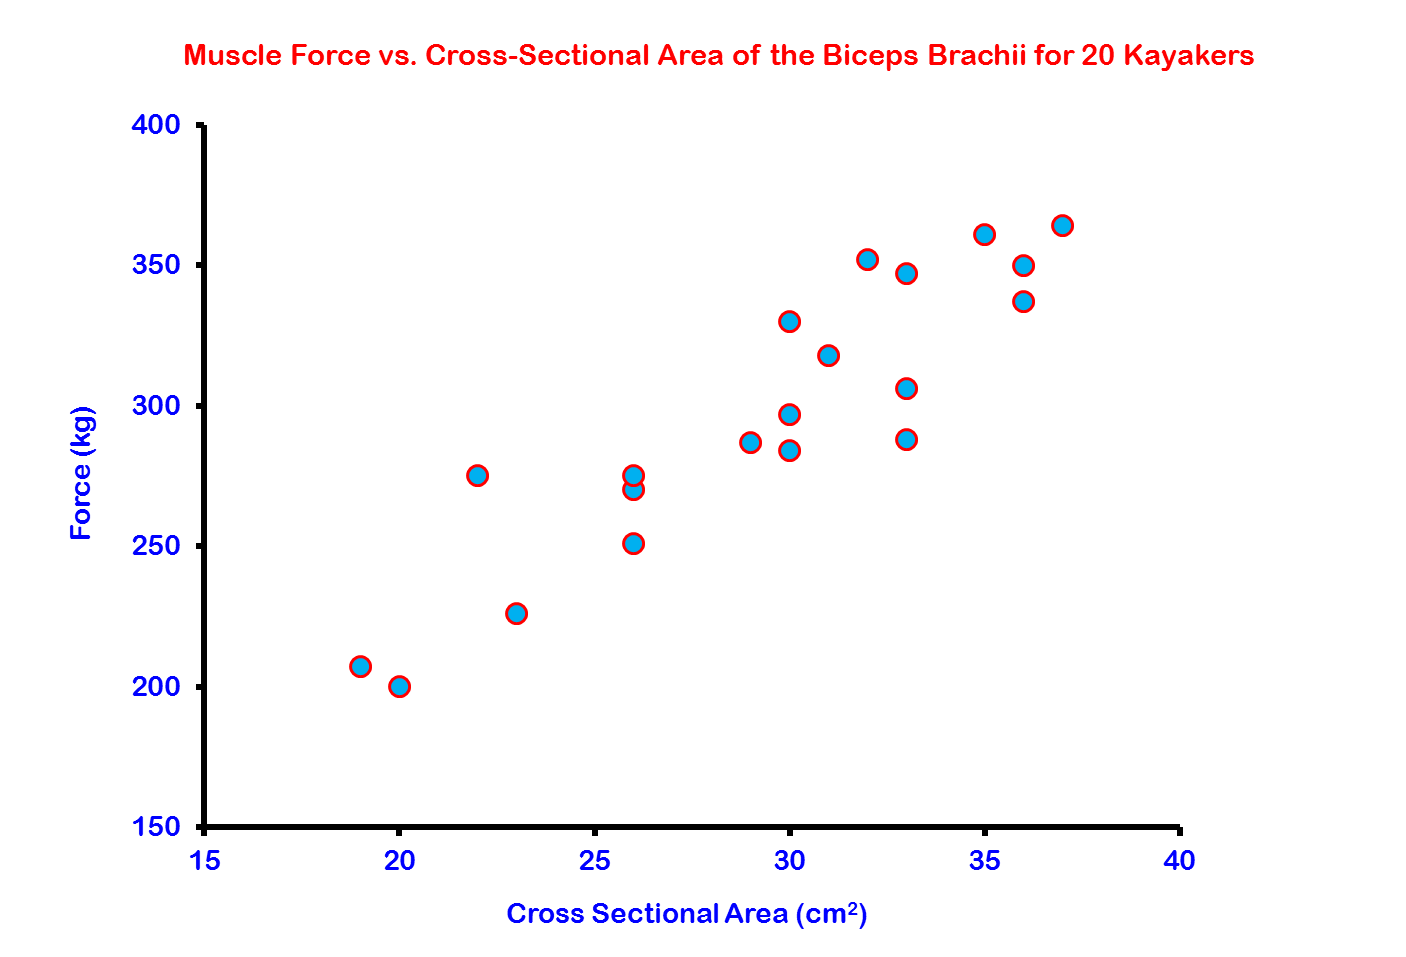 Muscle Force vs. Cross-Sectional Area of the Biceps Brachii for 20 Kayakers
400
350
300
250
200
150
Force (kg)
15 20 25 30 35 40
Cross Sectional Area (cm²)